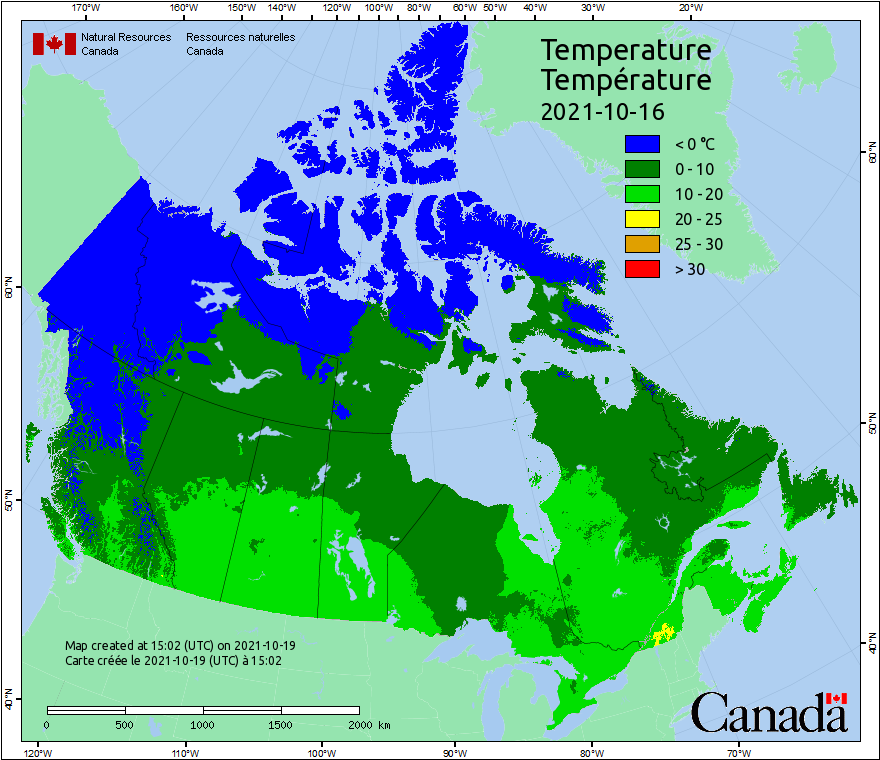 170°W 160°W 150°W 140°W 130°W 120°W 110°W 100°W 90°W 80°W 70°W 60°W 50°W 40°W 30°W 20°W
Natural Resources Ressources naturelles
Canada Canada
Temperature
Température
2021-10-16
< 0 °C
0 - 10
10 - 20
20 - 25
25 - 30
> 30
60°N
60°N
50°N
50°N
40°N
40°N
Map created at 15:02 (UTC) on 2021-10-19
Carte créée le 2021-10-19 (UTC) à 15:02
0 500 1000 1500 2000 km
Canada
120°W 110°W 100°W 90°W 80°W 70°W